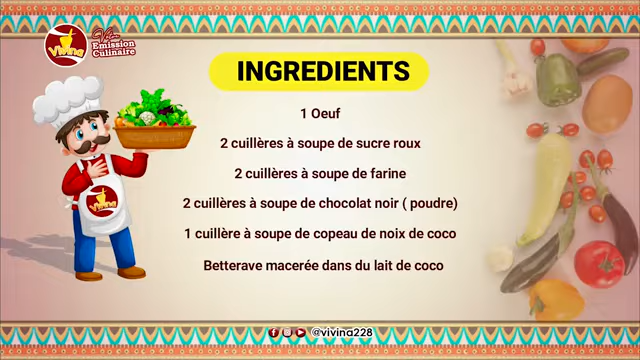 Vivina
Votre
Emission
Culinaire
INGREDIENTS
1 Oeuf
2 cuillères à soupe de sucre roux
2 cuillères à soupe de farine
2 cuillères à soupe de chocolat noir ( poudre)
1 cuillère à soupe de copeau de noix de coco
Betterave macerée dans du lait de coco
Vivina
@vivina228